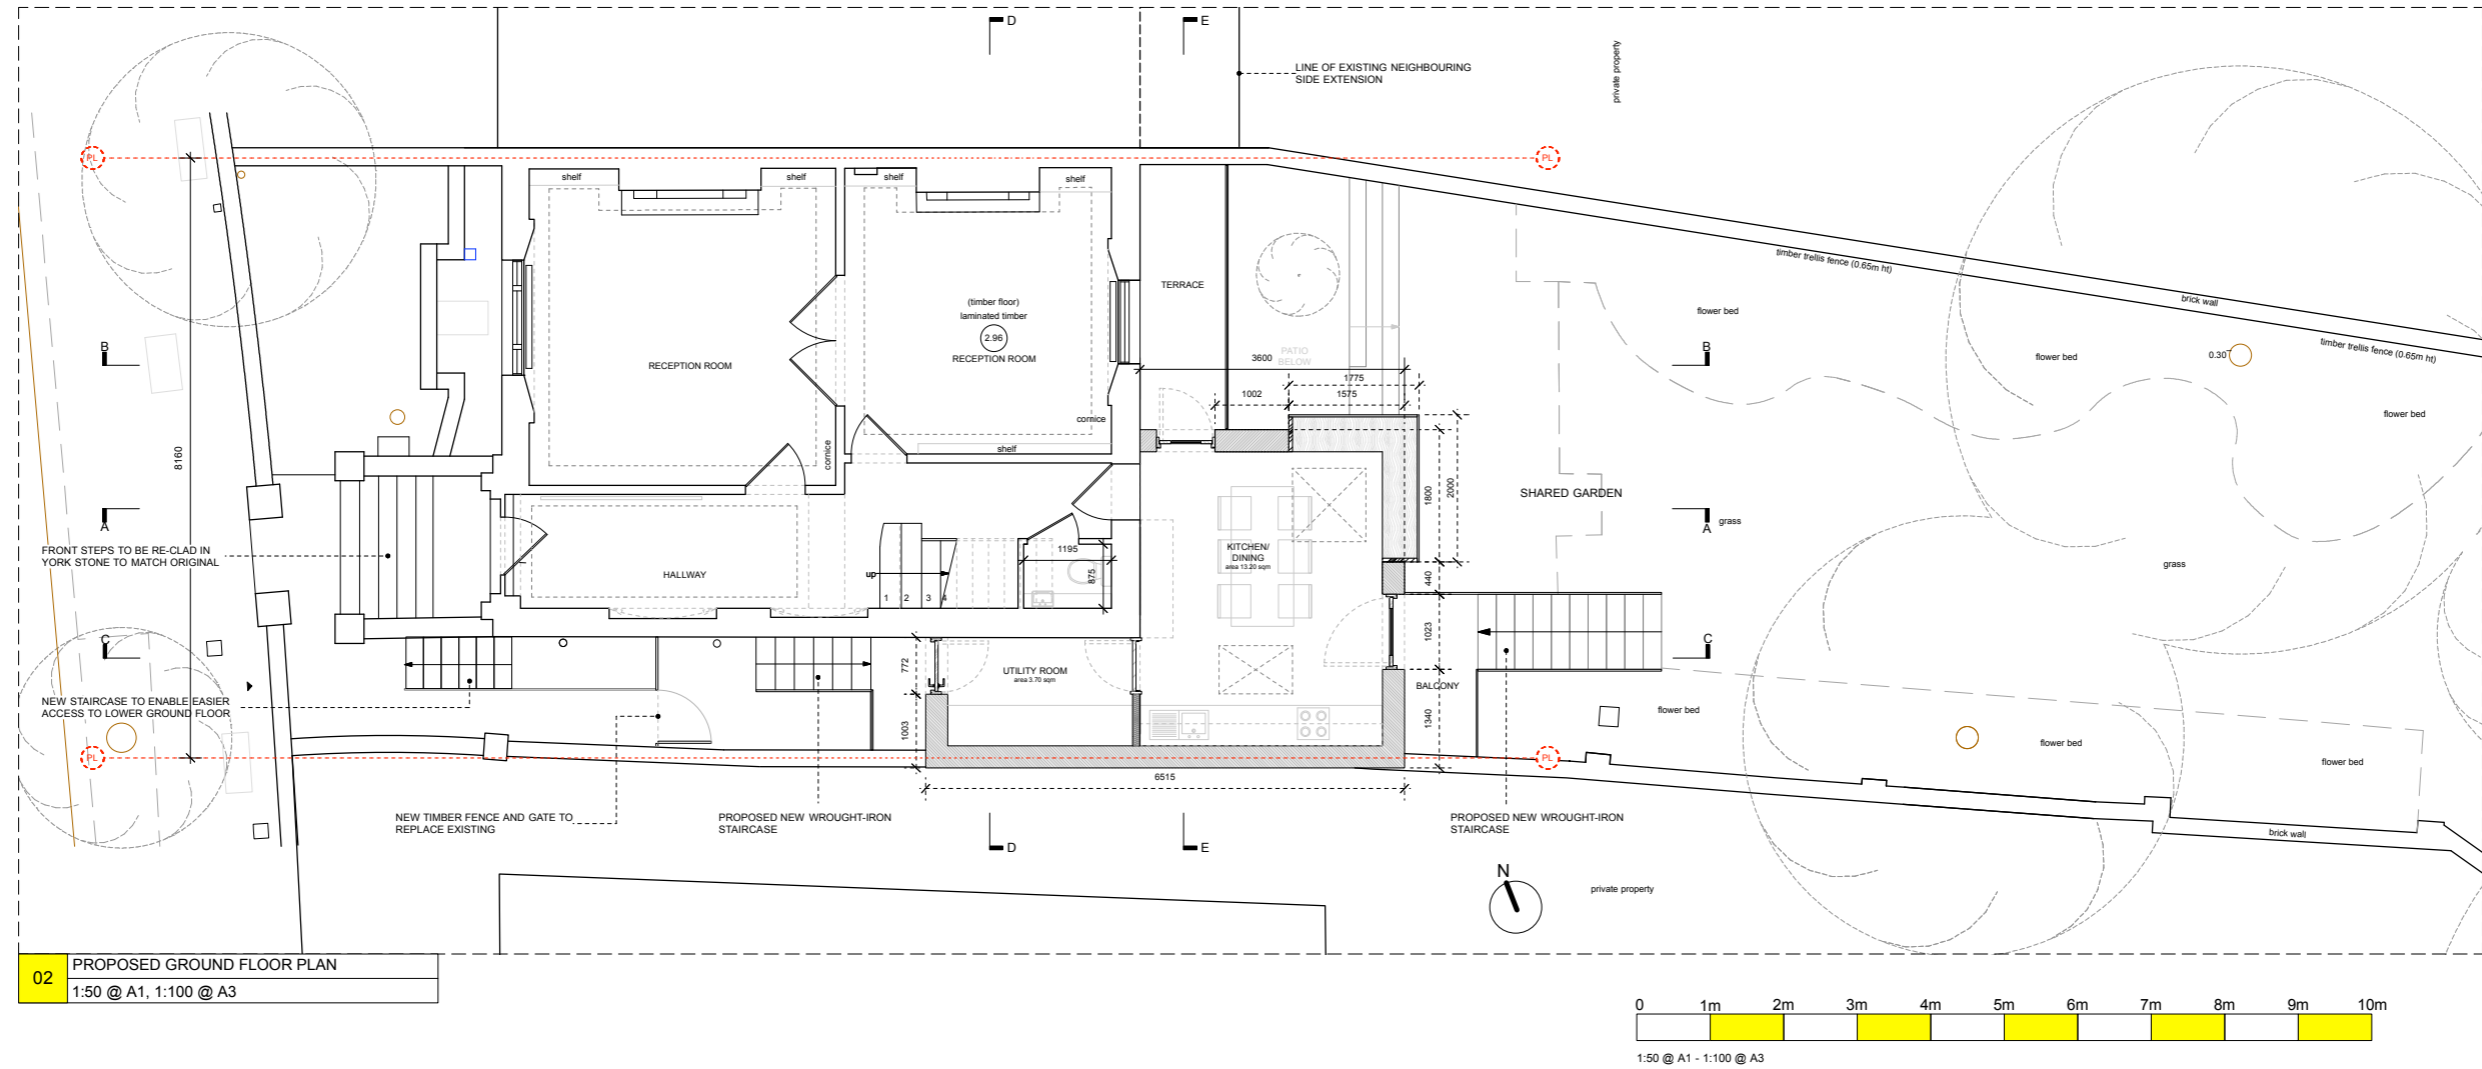 D
E
LINE OF EXISTING NEIGHBOURING
SIDE EXTENSION
private property
PL
PL
shelf
shelf
shelf
shelf
timber trellis fence (0.65m ht)
brick wall
timber trellis fence (0.65m ht)
TERRACE
(timber floor)
laminated timber
2.96
RECEPTION ROOM
RECEPTION ROOM
PATIO
BELOW
3600
1775
1002
1575
flower bed
flower bed
0.30
flower bed
B
B
cornice
cornice
shelf
8160
1800
2000
SHARED GARDEN
grass
A
A
FRONT STEPS TO BE RE-CLAD IN
YORK STONE TO MATCH ORIGINAL
HALLWAY
up
1 2 3 4
1195
875
KITCHEN/
DINING
area 13.20 sqm
440
1023
grass
C
C
772
UTILITY ROOM
area 3.70 sqm
BALCONY
1340
1003
NEW STAIRCASE TO ENABLE EASIER
ACCESS TO LOWER GROUND FLOOR
flower bed
flower bed
flower bed
PL
PL
6515
NEW TIMBER FENCE AND GATE TO
REPLACE EXISTING
PROPOSED NEW WROUGHT-IRON
STAIRCASE
PROPOSED NEW WROUGHT-IRON
STAIRCASE
brick wall
D
E
N
private property
02
PROPOSED GROUND FLOOR PLAN
1:50 @ A1, 1:100 @ A3
0 1m 2m 3m 4m 5m 6m 7m 8m 9m 10m
1:50 @ A1 - 1:100 @ A3